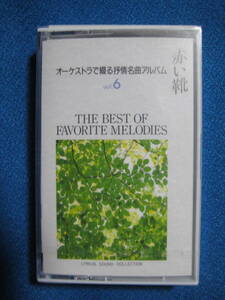 オーケストラで綴る抒情名曲アルバム
vol.6
赤い靴
THE BEST OF
FAVORITE MELODIES
LYRICAL SOUND COLLECTION